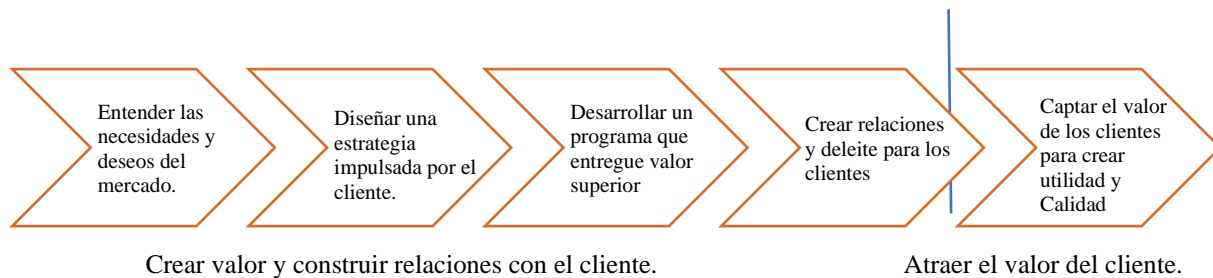 Entender las
necesidades y
deseos del
mercado.
Diseñar una
estrategia
impulsada por el
cliente.
Desarrollar un
programa que
entregue valor
superior
Crear relaciones
y deleite para los
clientes
Captar el valor
de los clientes
para crear
utilidad y
Calidad
Crear valor y construir relaciones con el cliente.
Atraer el valor del cliente.